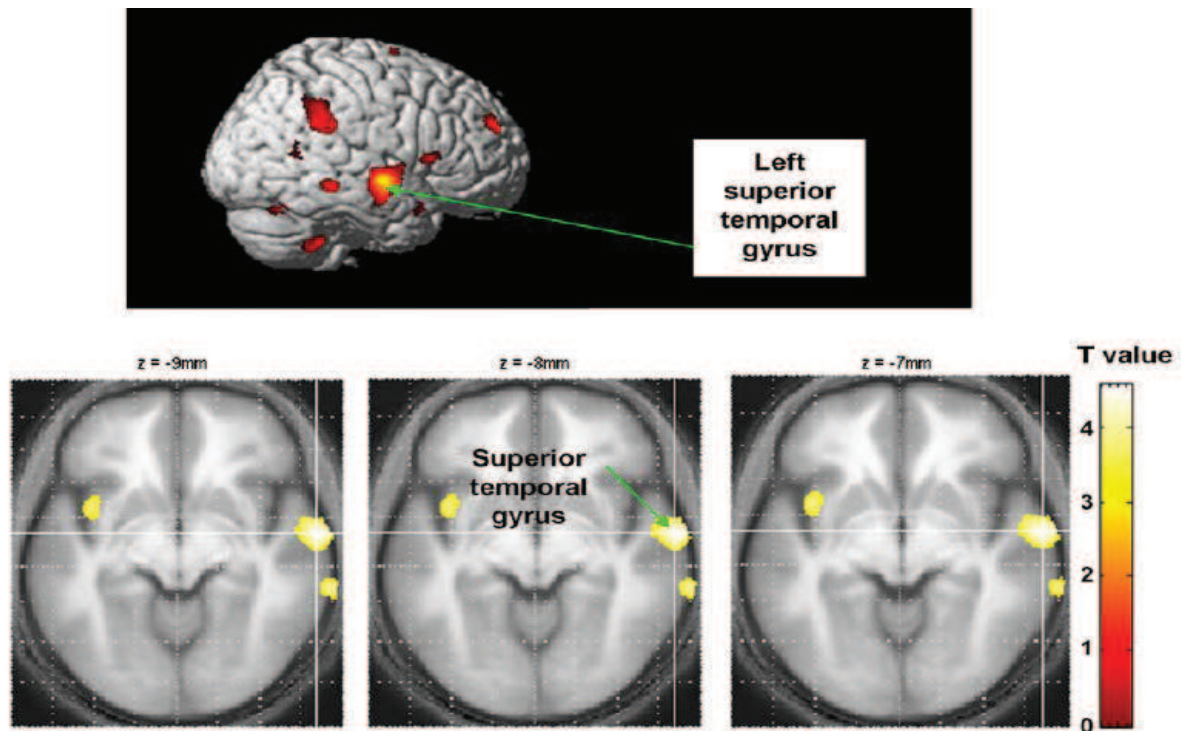 Left
superior
temporal
gyrus
z = -9mm
z = -8mm
z = -7mm
T value
Superior
temporal
gyrus
4
3
2
1
0